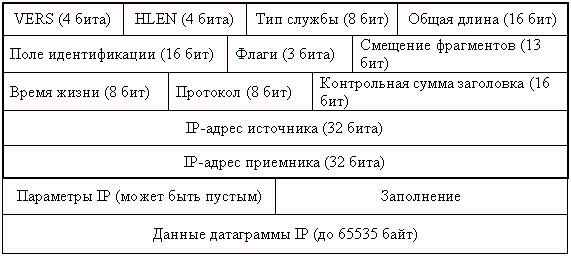 VERS (4 бита) HLEN (4 бита) Тип службы (8 бит) Общая длина (16 бит)
Поле идентификации (16 бит) Флаги (3 бита) Смещение фрагментов (13
бит)
Время жизни (8 бит) Протокол (8 бит) Контрольная сумма заголовка (16
бит)
IP-адрес источника (32 бита)
IP-адрес приемника (32 бита)
Параметры IP (может быть пустым) Заполнение
Данные датаграммы IP (до 65535 байт)